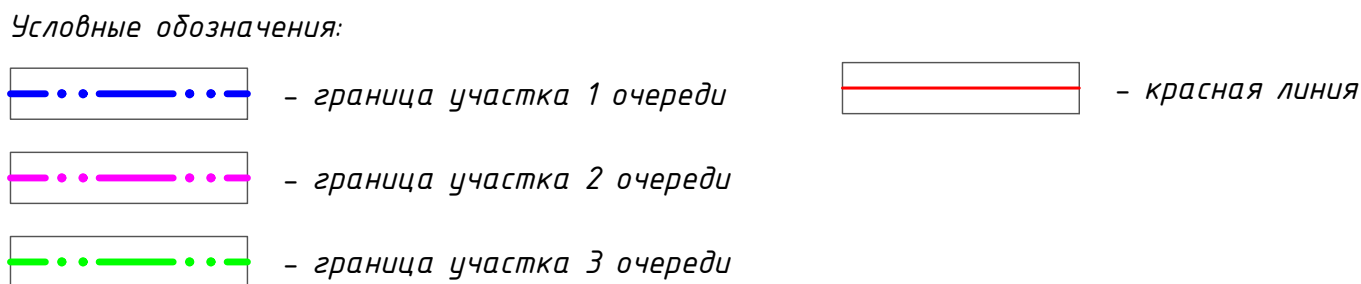 Условные обозначения:
– граница участка 1 очереди
– красная линия
– граница участка 2 очереди
– граница участка 3 очереди